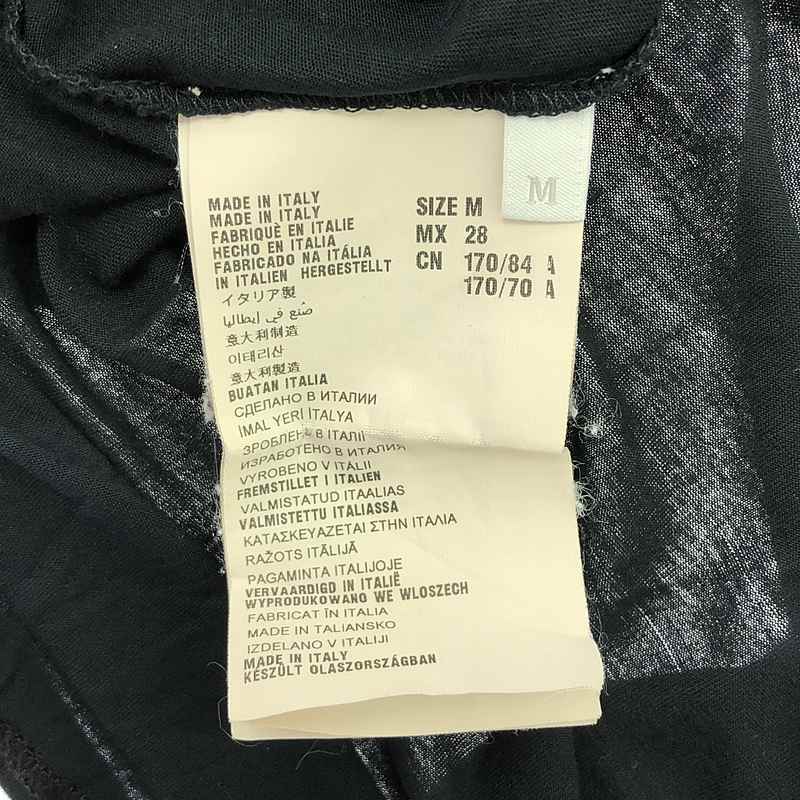 M
MADE IN ITALY
MADE IN ITALY
FABRIQUÈ EN ITALIE
HECHO EN ITALIA
FABRICADO NA ITÁLIA
IN ITALIEN HERGESTELLT
イタリア製
صنع في ايطاليا
意大利制造
이태리산
意大利製造
BUATAN ITALIA
СДЕЛАНО В ИТАЛИИ
İMAL YERİ İTALYA
ЗРОБЛЕНЕ В ІТАЛІЇ
ИЗРАБОТЕНО В ИТАЛИЯ
VYROBENO V ITÁLII
FREMSTILLET I ITALIEN
VALMISTATUD ITAALIAS
VALMISTETTU ITALIASSA
ΚΑΤΑΣΚΕΥΑΖΕΤΑΙ ΣΤΗΝ ΙΤΑΛΙΑ
RAŽOTS ITĀLIJĀ
PAGAMINTA ITALIJOJE
VERVAARDIGD IN ITALIË
WYPRODUKOWANO WE WLOSZECH
FABRICAT ÎN ITALIA
MADE IN TALIANSKO
IZDELANO V ITALIJI
MADE IN ITALY
KÉSZÜLT OLASZORSZÁGBAN
SIZE M
MX 28
CN 170/84 A
170/70 A